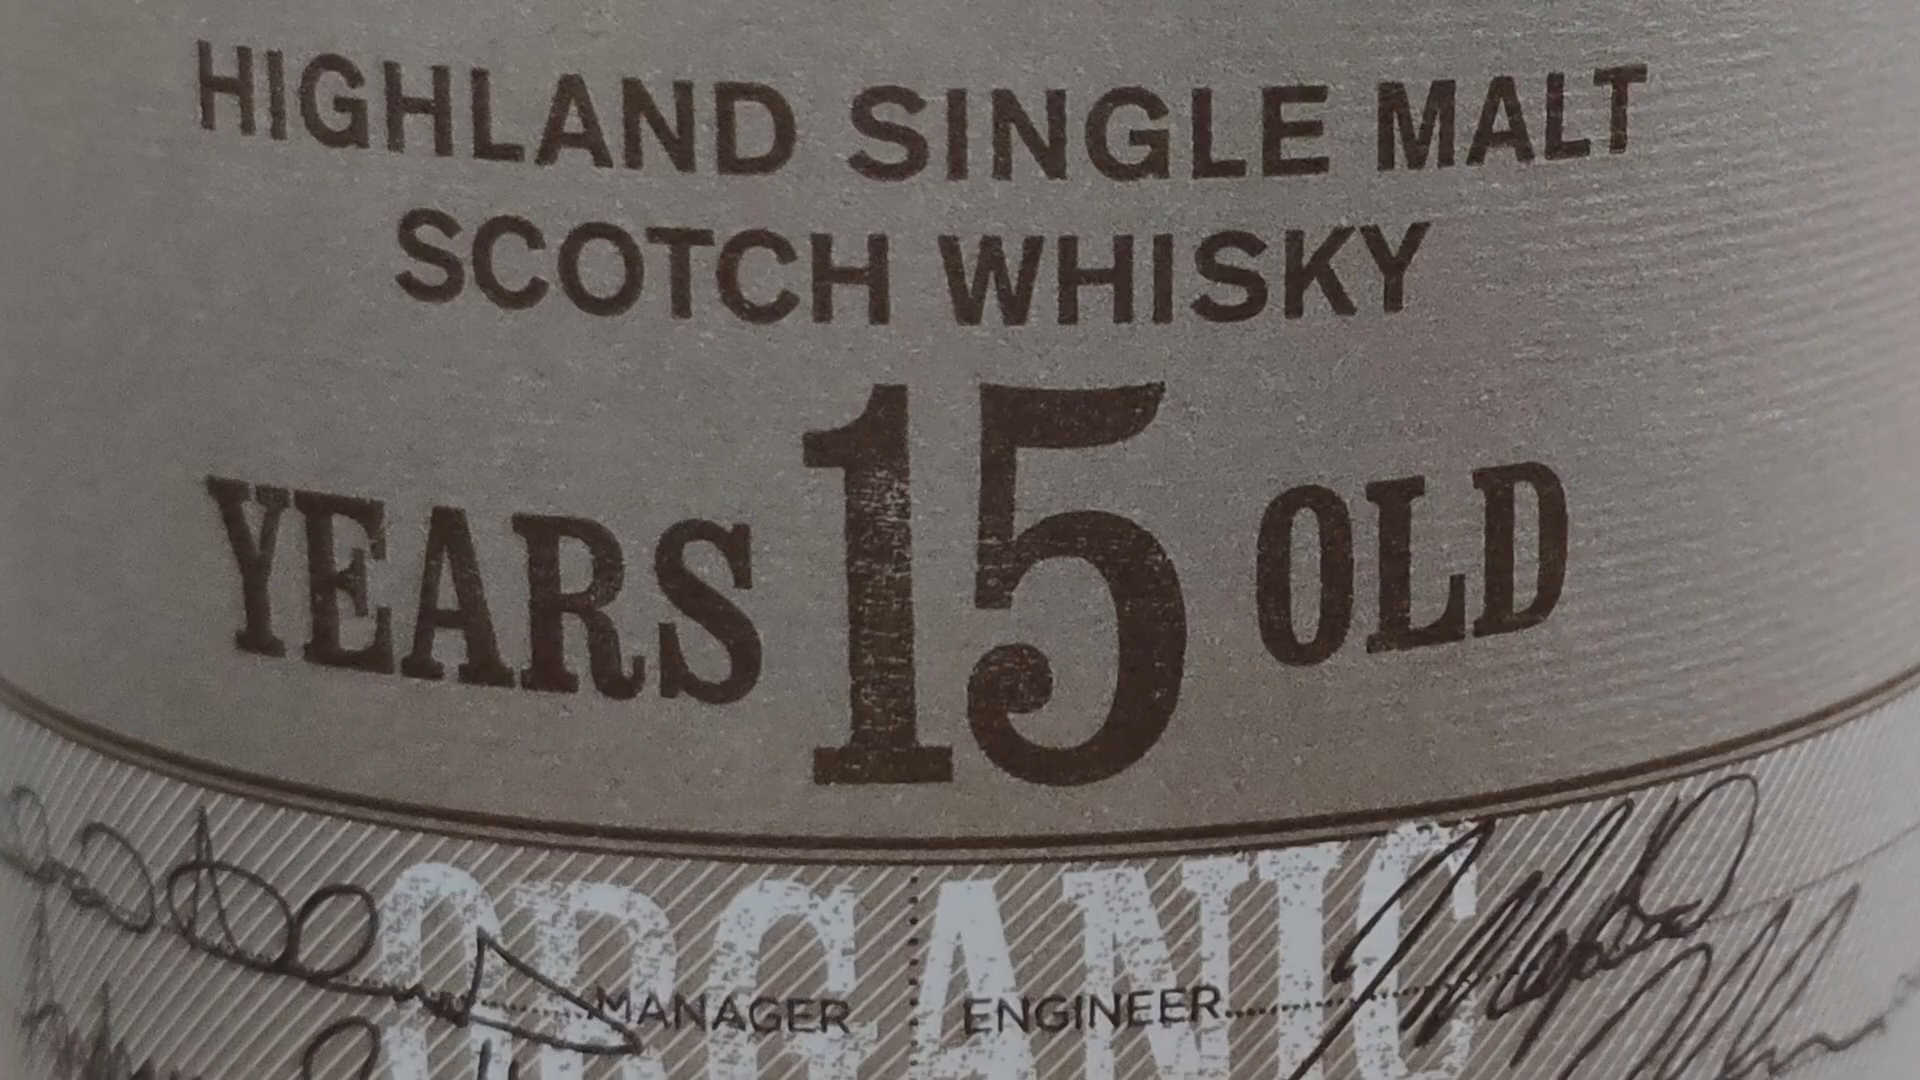 HIGHLAND SINGLE MALT
SCOTCH WHISKY
YEARS 15 OLD
ORGANIC
MANAGER ENGINEER